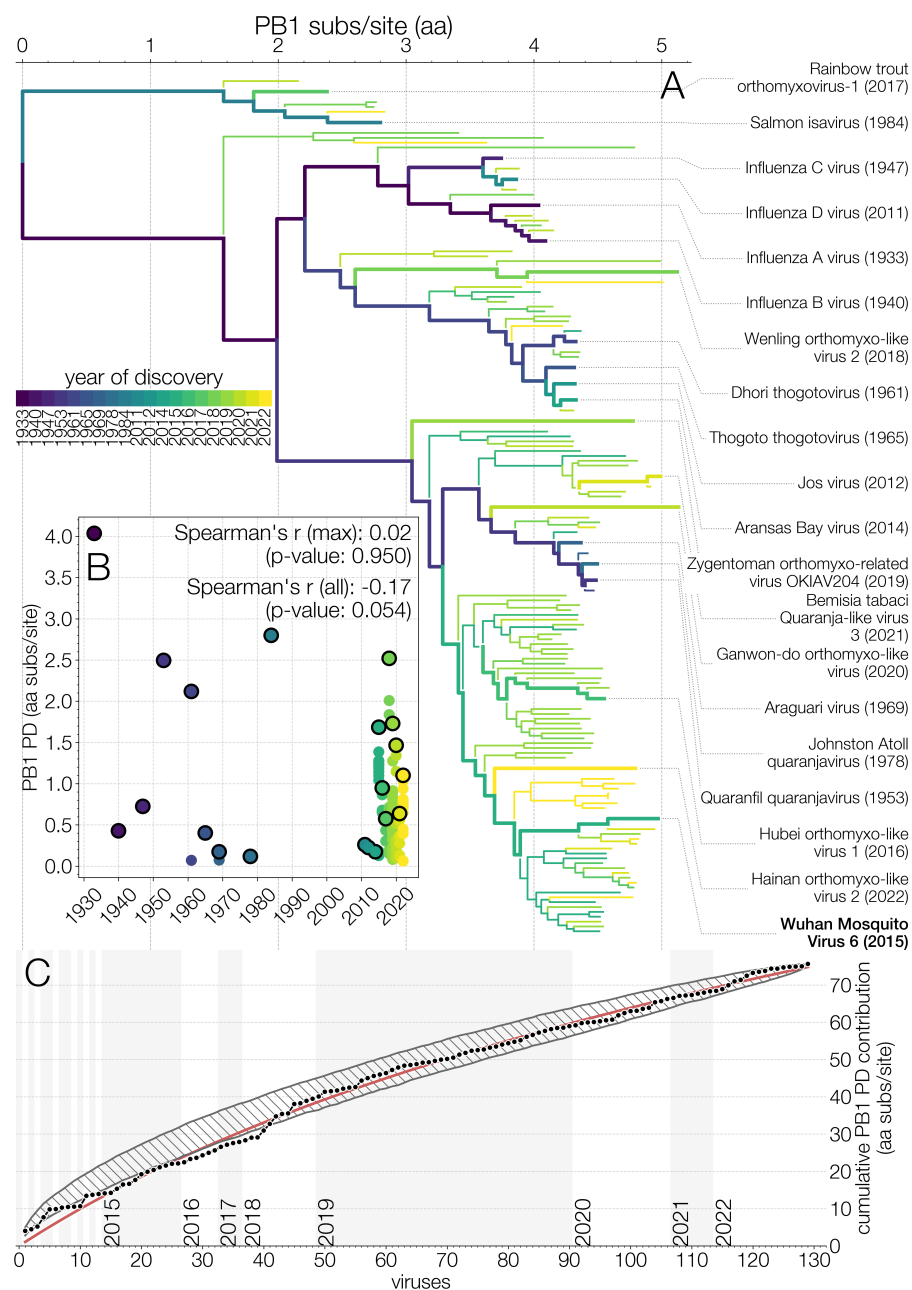 PB1 subs/site (aa)
0 1 2 3 4 5
A
Rainbow trout
orthomyxovirus-1 (2017)
Salmon isavirus (1984)
Influenza C virus (1947)
Influenza D virus (2011)
Influenza A virus (1933)
Influenza B virus (1940)
Wenling orthomyxo-like
virus 2 (2018)
Dhori thogotovirus (1961)
Thogoto thogotovirus (1965)
Jos virus (2012)
Aransas Bay virus (2014)
Zygentoman orthomyxo-related
virus OKIAV204 (2019)
Bemisia tabaci
Quaranja-like virus
3 (2021)
Ganwon-do orthomyxo-like
virus (2020)
Araguari virus (1969)
Johnston Atoll
quaranjavirus (1978)
Quaranfil quaranjavirus (1953)
Hubei orthomyxo-like
virus 1 (2016)
Hainan orthomyxo-like
virus 2 (2022)
Wuhan Mosquito
Virus 6 (2015)
year of discovery
1933 1940 1947 1953 1961 1965 1969 1978 1984 2011 2012 2014 2015 2016 2017 2018 2019 2020 2021 2022
B
Spearman's r (max): 0.02
(p-value: 0.950)
Spearman's r (all): -0.17
(p-value: 0.054)
PB1 PD (aa subs/site)
4.0
3.5
3.0
2.5
2.0
1.5
1.0
0.5
0.0
1930 1940 1950 1960 1970 1980 1990 2000 2010 2020
C
2015 2016 2017 2018 2019 2020 2021 2022
70
60
50
40
30
20
10
0
cumulative PB1 PD contribution
(aa subs/site)
0 10 20 30 40 50 60 70 80 90 100 110 120 130
viruses